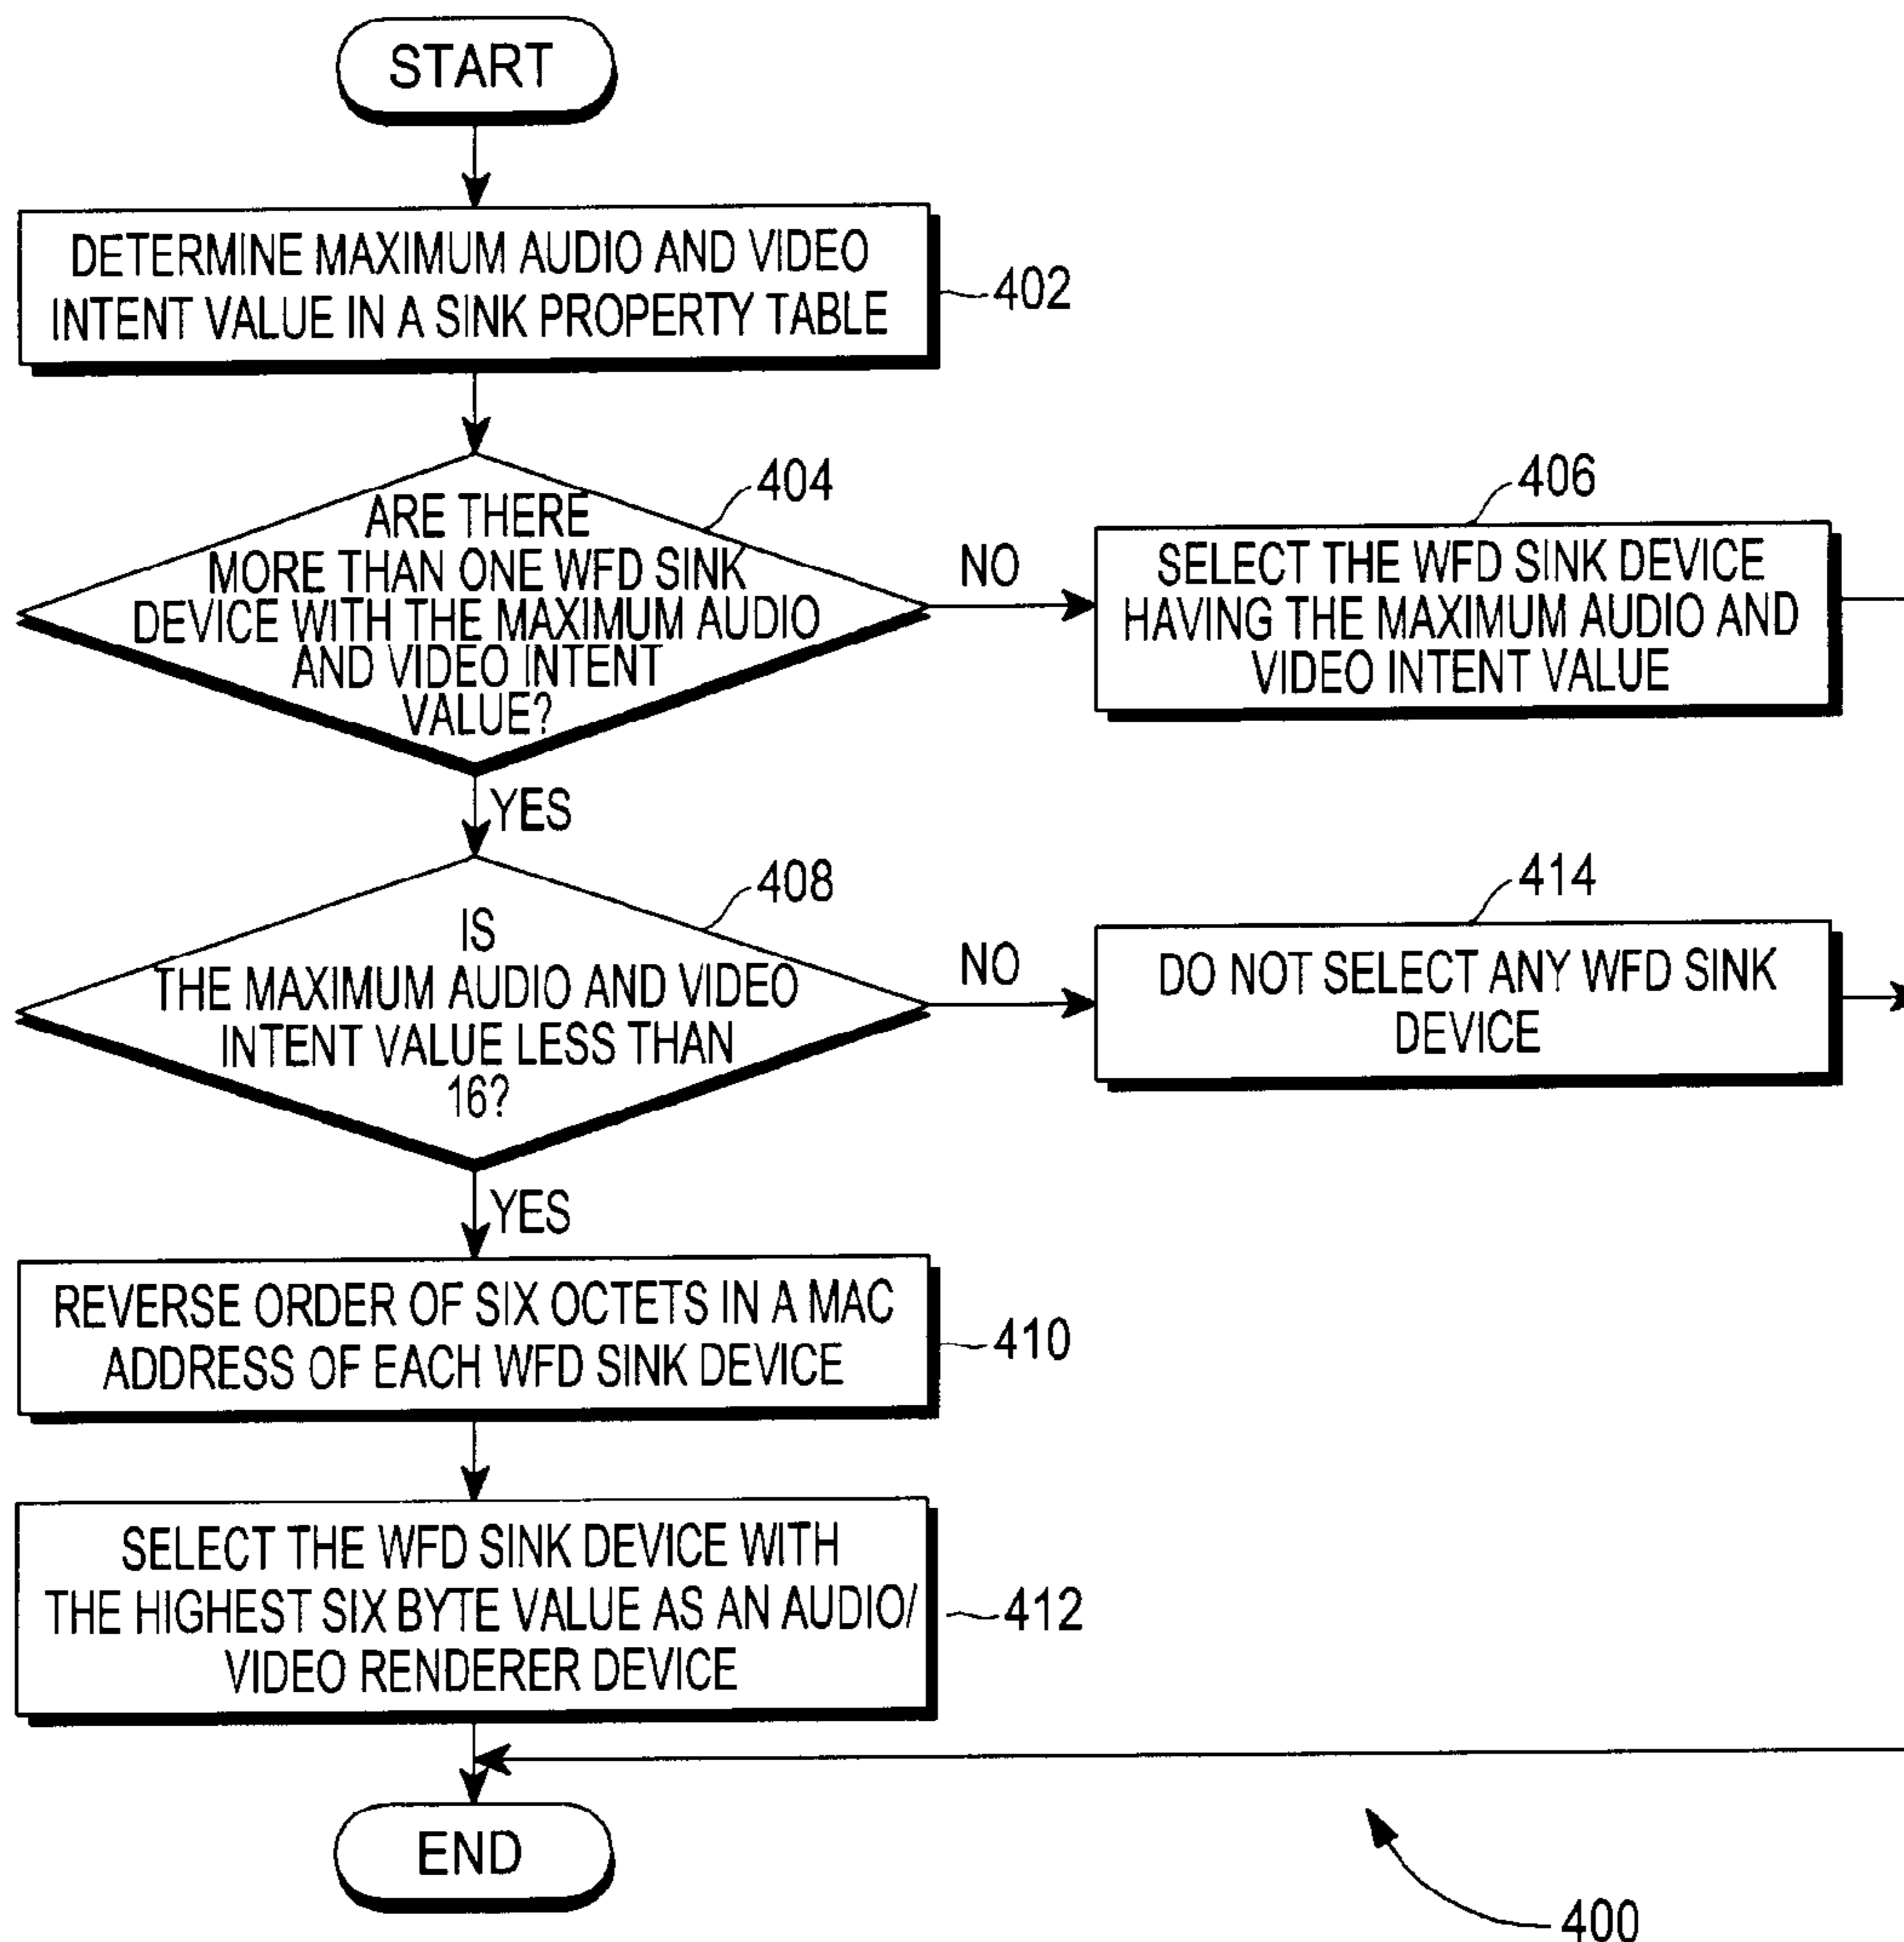 START
DETERMINE MAXIMUM AUDIO AND VIDEO
INTENT VALUE IN A SINK PROPERTY TABLE
402
ARE THERE
MORE THAN ONE WFD SINK
DEVICE WITH THE MAXIMUM AUDIO
AND VIDEO INTENT
VALUE?
404
NO
406
SELECT THE WFD SINK DEVICE
HAVING THE MAXIMUM AUDIO AND
VIDEO INTENT VALUE
YES
IS
THE MAXIMUM AUDIO AND VIDEO
INTENT VALUE LESS THAN
16?
408
NO
414
DO NOT SELECT ANY WFD SINK
DEVICE
YES
REVERSE ORDER OF SIX OCTETS IN A MAC
ADDRESS OF EACH WFD SINK DEVICE
410
SELECT THE WFD SINK DEVICE WITH
THE HIGHEST SIX BYTE VALUE AS AN AUDIO/
VIDEO RENDERER DEVICE
412
END
400